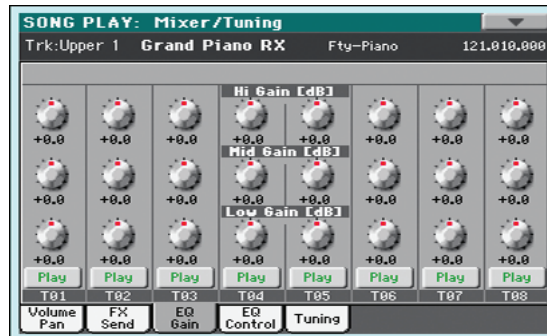 SONG PLAY: Mixer/Tuning
Trk:Upper 1 Grand Piano RX Fty-Piano 121.010.000
Hi Gain [dB]
+0.0 +0.0 +0.0 +0.0 +0.0 +0.0 +0.0 +0.0
Mid Gain [dB]
+0.0 +0.0 +0.0 +0.0 +0.0 +0.0 +0.0 +0.0
Low Gain [dB]
+0.0 +0.0 +0.0 +0.0 +0.0 +0.0 +0.0 +0.0
Play Play Play Play Play Play Play Play
T01 T02 T03 T04 T05 T06 T07 T08
Volume FX EQ EQ Tuning
Pan Send Gain Control